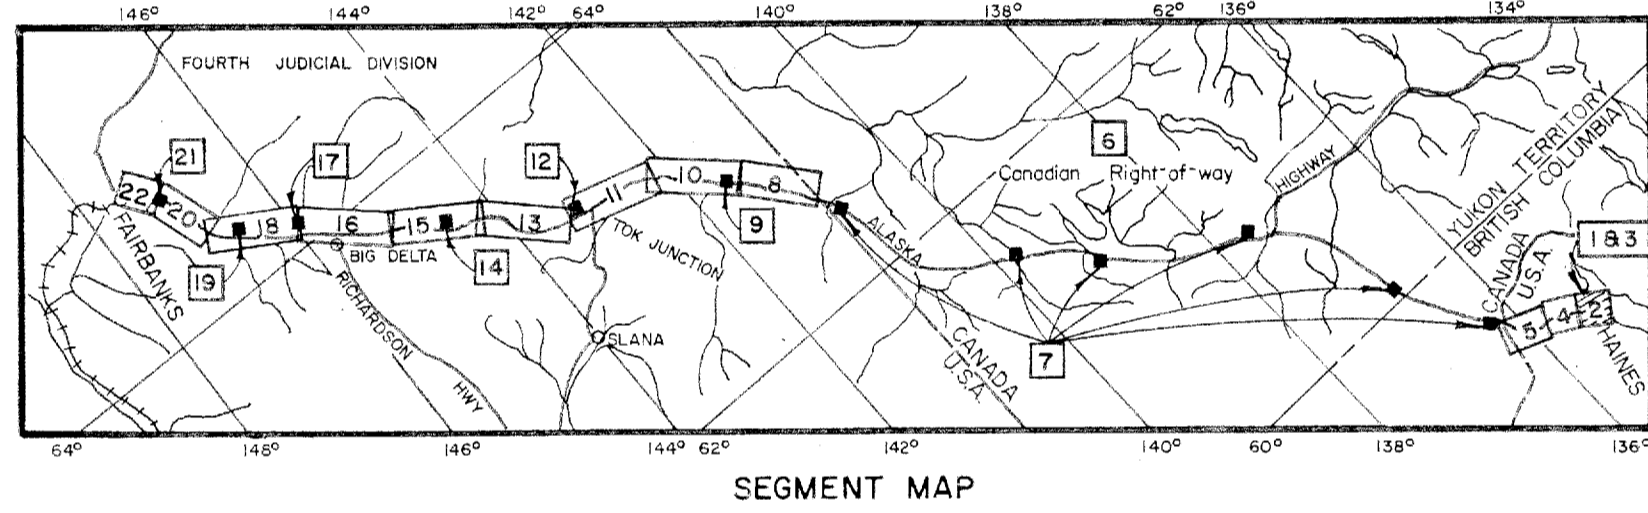 146° 144° 142° 64° 140° 138° 62° 136° 134°
FOURTH JUDICIAL DIVISION
21
17
12
6
Canadian Right-of-way
HIGHWAY
YUKON TERRITORY
BRITISH COLUMBIA
22
20
18
16
15
13
11
10
8
9
19
14
FAIRBANKS
BIG DELTA
RICHARDSON HWY
TOK JUNCTION
SLANA
ALASKA
CANADA
U.S.A.
7
CANADA
U.S.A.
1 & 3
5
4
2
HAINES
64° 148° 146° 144° 62° 142° 140° 60° 138° 136°
SEGMENT MAP